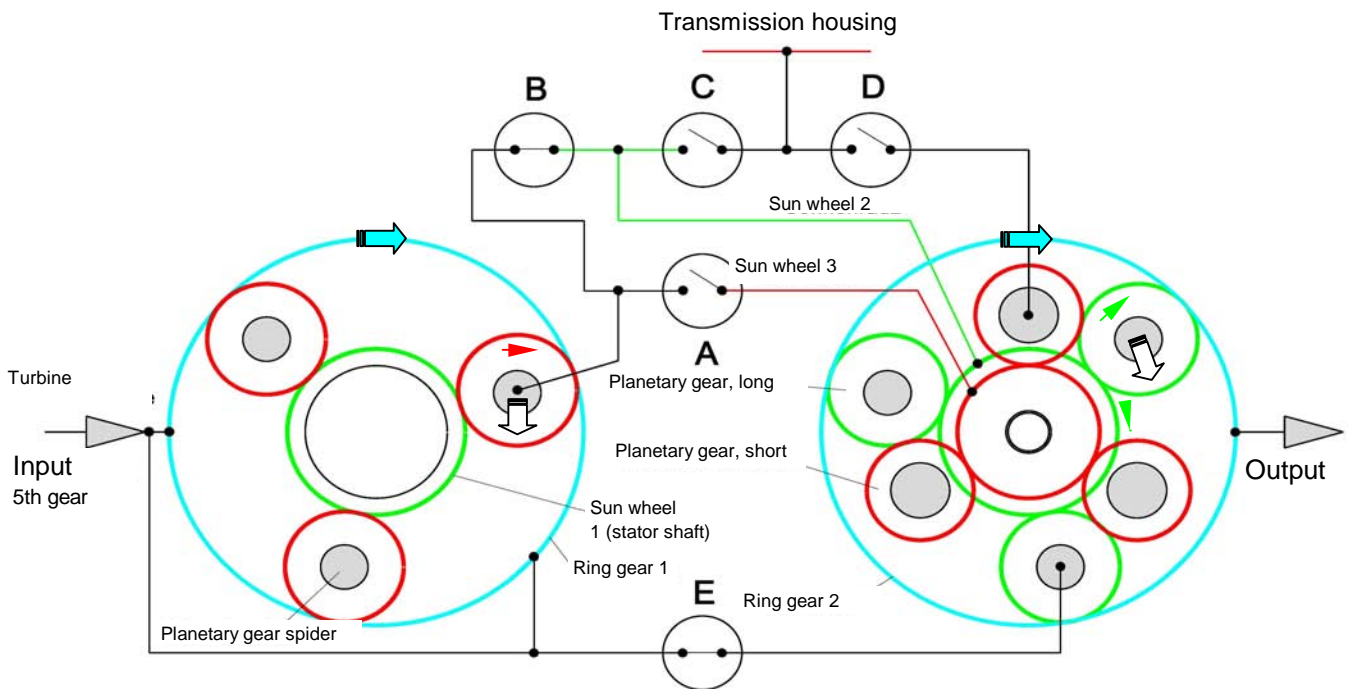 Transmission housing
B
C
D
Sun wheel 2
Sun wheel 3
A
Turbine
e
Input
5th gear
Planetary gear, long
Planetary gear, short
Output
Sun wheel
1 (stator shaft)
Ring gear 1
E
Ring gear 2
Planetary gear spider